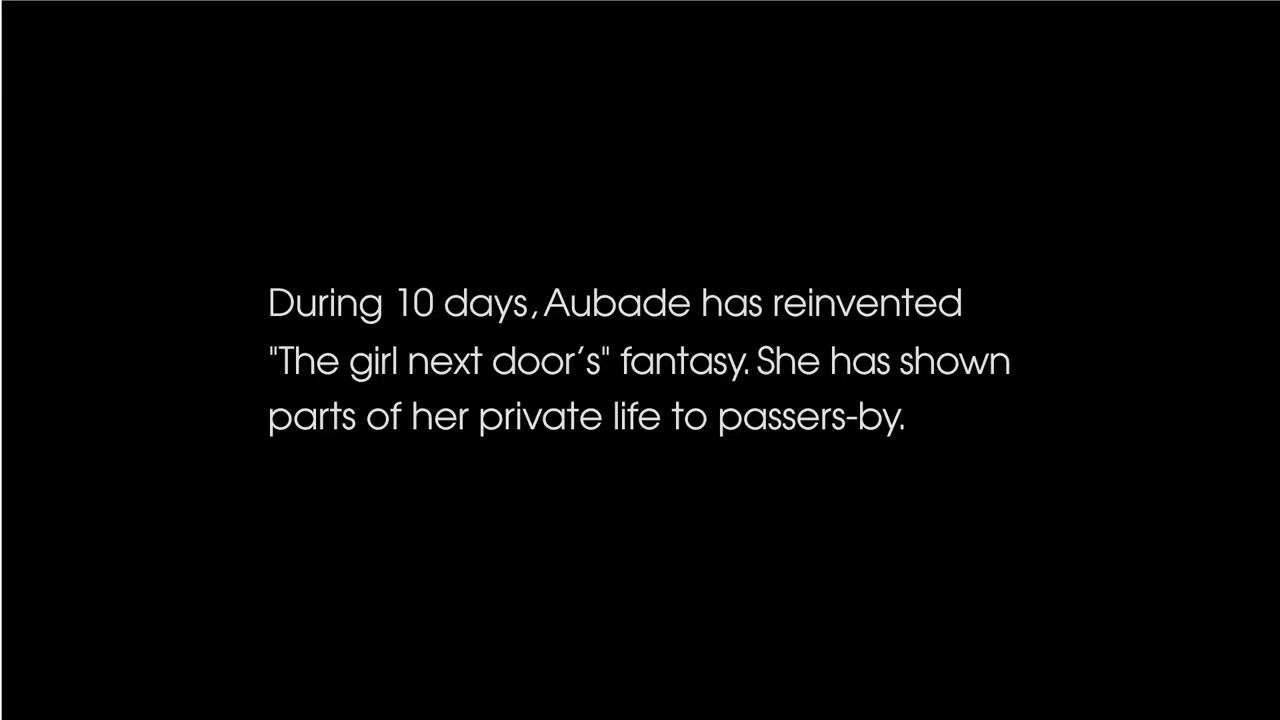 During 10 days, Aubade has reinvented
"The girl next door's" fantasy. She has shown
parts of her private life to passers-by.